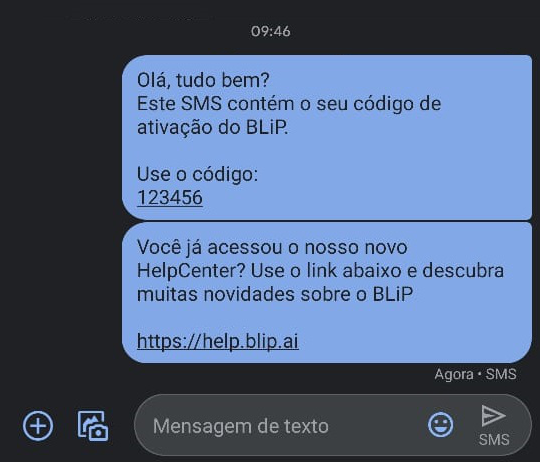 09:46
Olá, tudo bem?
Este SMS contém o seu código de
ativação do BLiP.
Use o código:
123456
Você já acessou o nosso novo
HelpCenter? Use o link abaixo e descubra
muitas novidades sobre o BLiP
https://help.blip.ai
Agora • SMS
Mensagem de texto
SMS